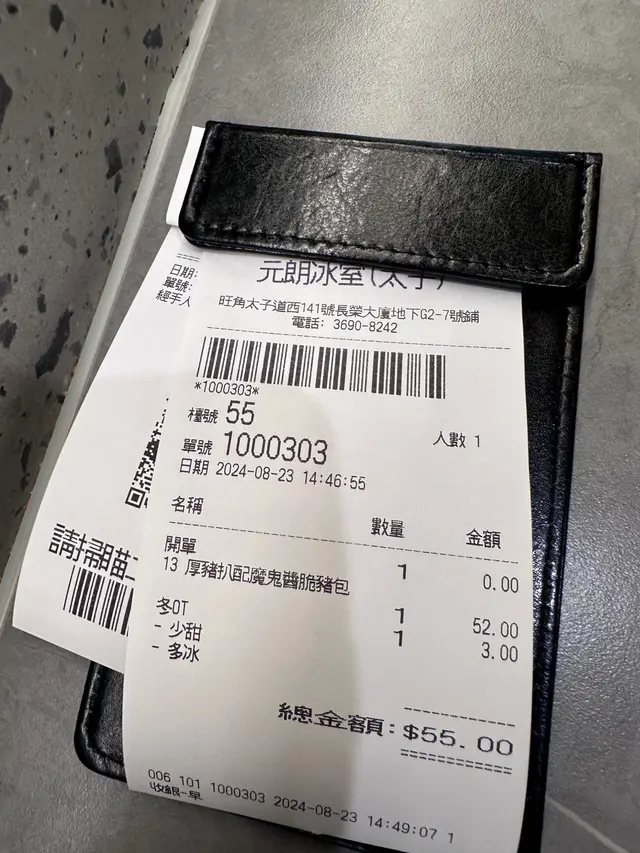 元朗冰室(太子)
旺角太子道西141號長榮大廈地下G2-7號鋪
電話: 3690-8242
*1000303*
檯號 55
人數 1
單號 1000303
日期 2024-08-23 14:46:55
名稱 數量 金額
開單 1 0.00
13 厚豬扒配魔鬼醬脆豬包 1 52.00
冬OT 1 3.00
- 少甜
- 多冰
總金額: $55.00
006 101 1000303 2024-08-23 14:49:07 1
收銀-早
日期:
單號:
經手人
請掃描